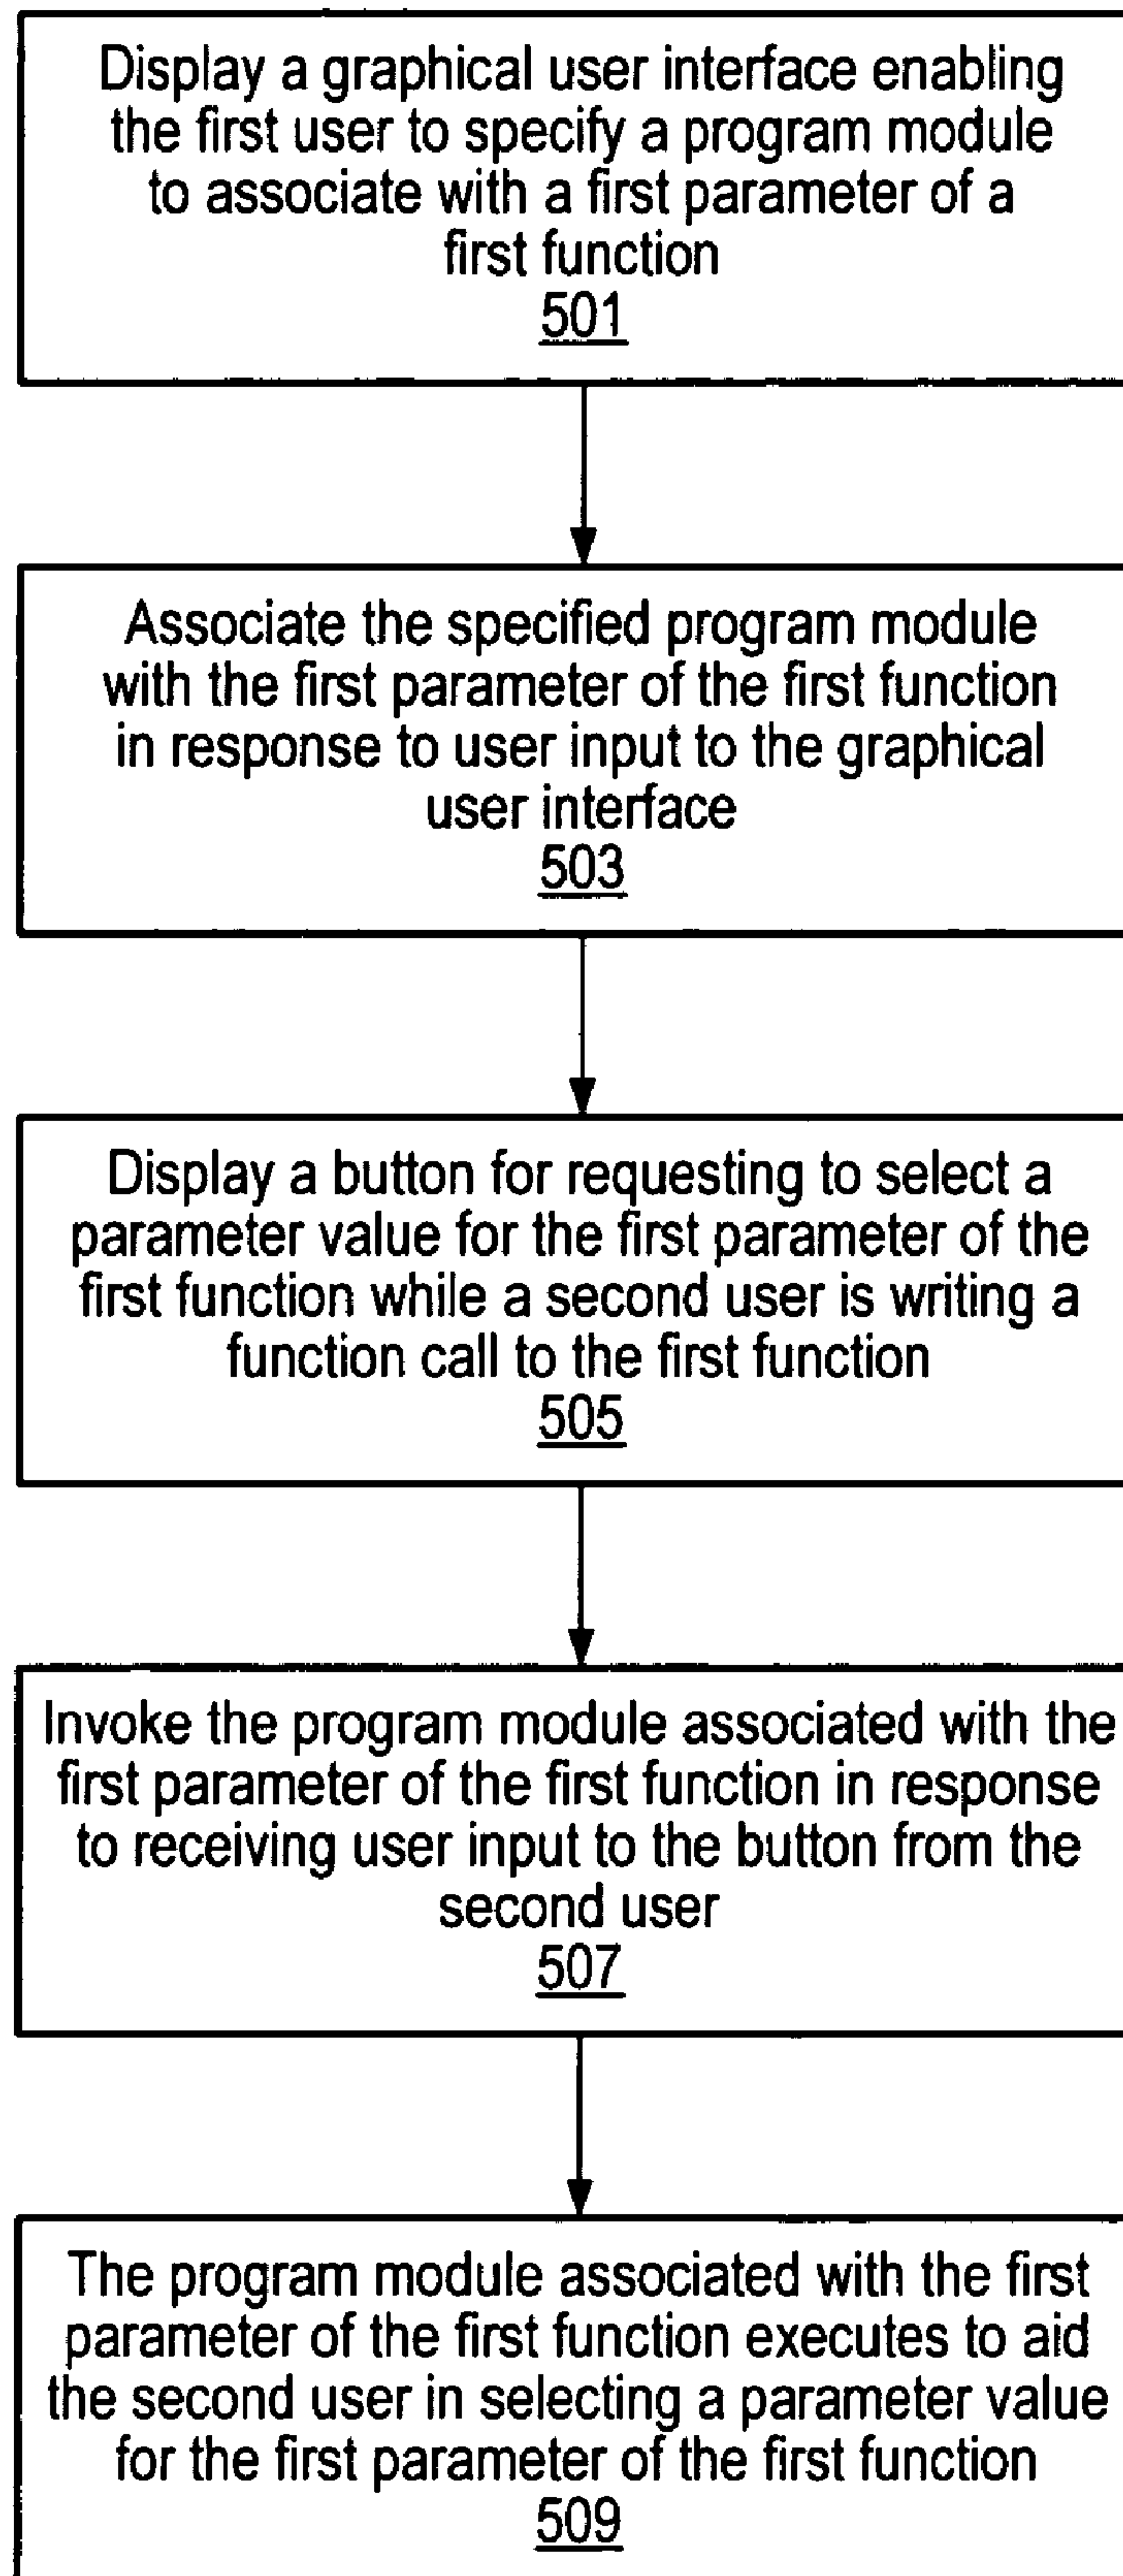 Display a graphical user interface enabling
the first user to specify a program module
to associate with a first parameter of a
first function
501
Associate the specified program module
with the first parameter of the first function
in response to user input to the graphical
user interface
503
Display a button for requesting to select a
parameter value for the first parameter of the
first function while a second user is writing a
function call to the first function
505
Invoke the program module associated with the
first parameter of the first function in response
to receiving user input to the button from the
second user
507
The program module associated with the first
parameter of the first function executes to aid
the second user in selecting a parameter value
for the first parameter of the first function
509